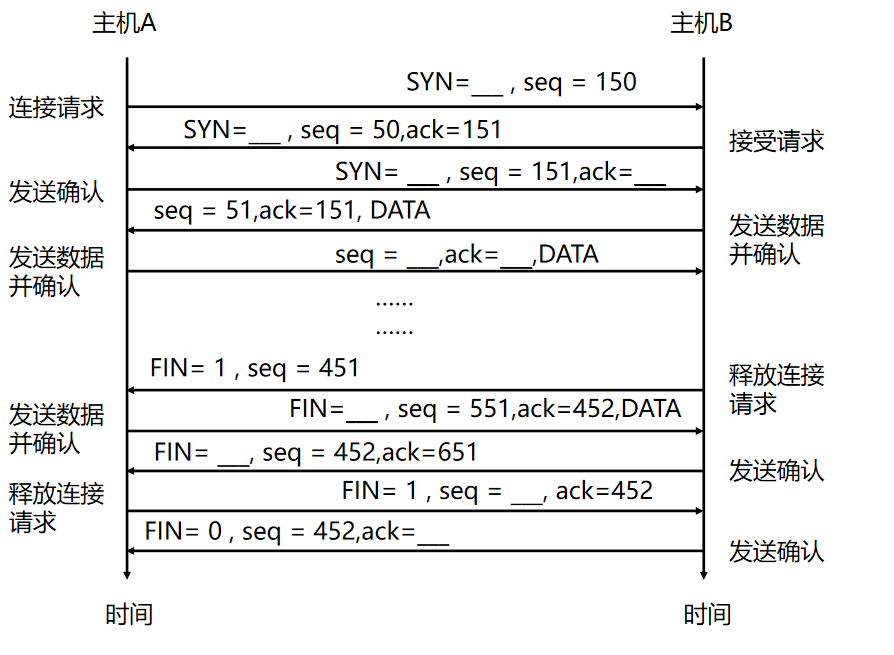 主机A
主机B
SYN=___ , seq = 150
连接请求
SYN=___ , seq = 50,ack=151
接受请求
SYN= ___ , seq = 151,ack=___
发送确认
seq = 51,ack=151, DATA
发送数据
并确认
seq = ___,ack=___,DATA
发送数据
并确认
......
......
FIN= 1 , seq = 451
释放连接
请求
FIN=___ , seq = 551,ack=452,DATA
发送数据
并确认
FIN= ___, seq = 452,ack=651
发送确认
FIN= 1 , seq = ___, ack=452
释放连接
请求
FIN= 0 , seq = 452,ack=___
发送确认
时间
时间